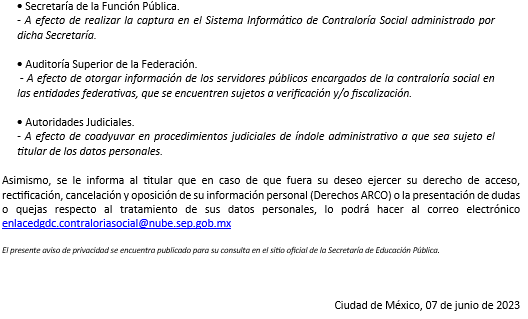 • Secretaría de la Función Pública.
- A efecto de realizar la captura en el Sistema Informático de Contraloría Social administrado por
dicha Secretaría.
• Auditoría Superior de la Federación.
- A efecto de otorgar información de los servidores públicos encargados de la contraloría social en
las entidades federativas, que se encuentren sujetos a verificación y/o fiscalización.
• Autoridades Judiciales.
- A efecto de coadyuvar en procedimientos judiciales de índole administrativo a que sea sujeto el
titular de los datos personales.
Asimismo, se le informa al titular que en caso de que fuera su deseo ejercer su derecho de acceso,
rectificación, cancelación y oposición de su información personal (Derechos ARCO) o la presentación de dudas
o quejas respecto al tratamiento de sus datos personales, lo podrá hacer al correo electrónico
enlacedgdc.contraloriasocial@nube.sep.gob.mx
El presente aviso de privacidad se encuentra publicado para su consulta en el sitio oficial de la Secretaría de Educación Pública.
Ciudad de México, 07 de junio de 2023